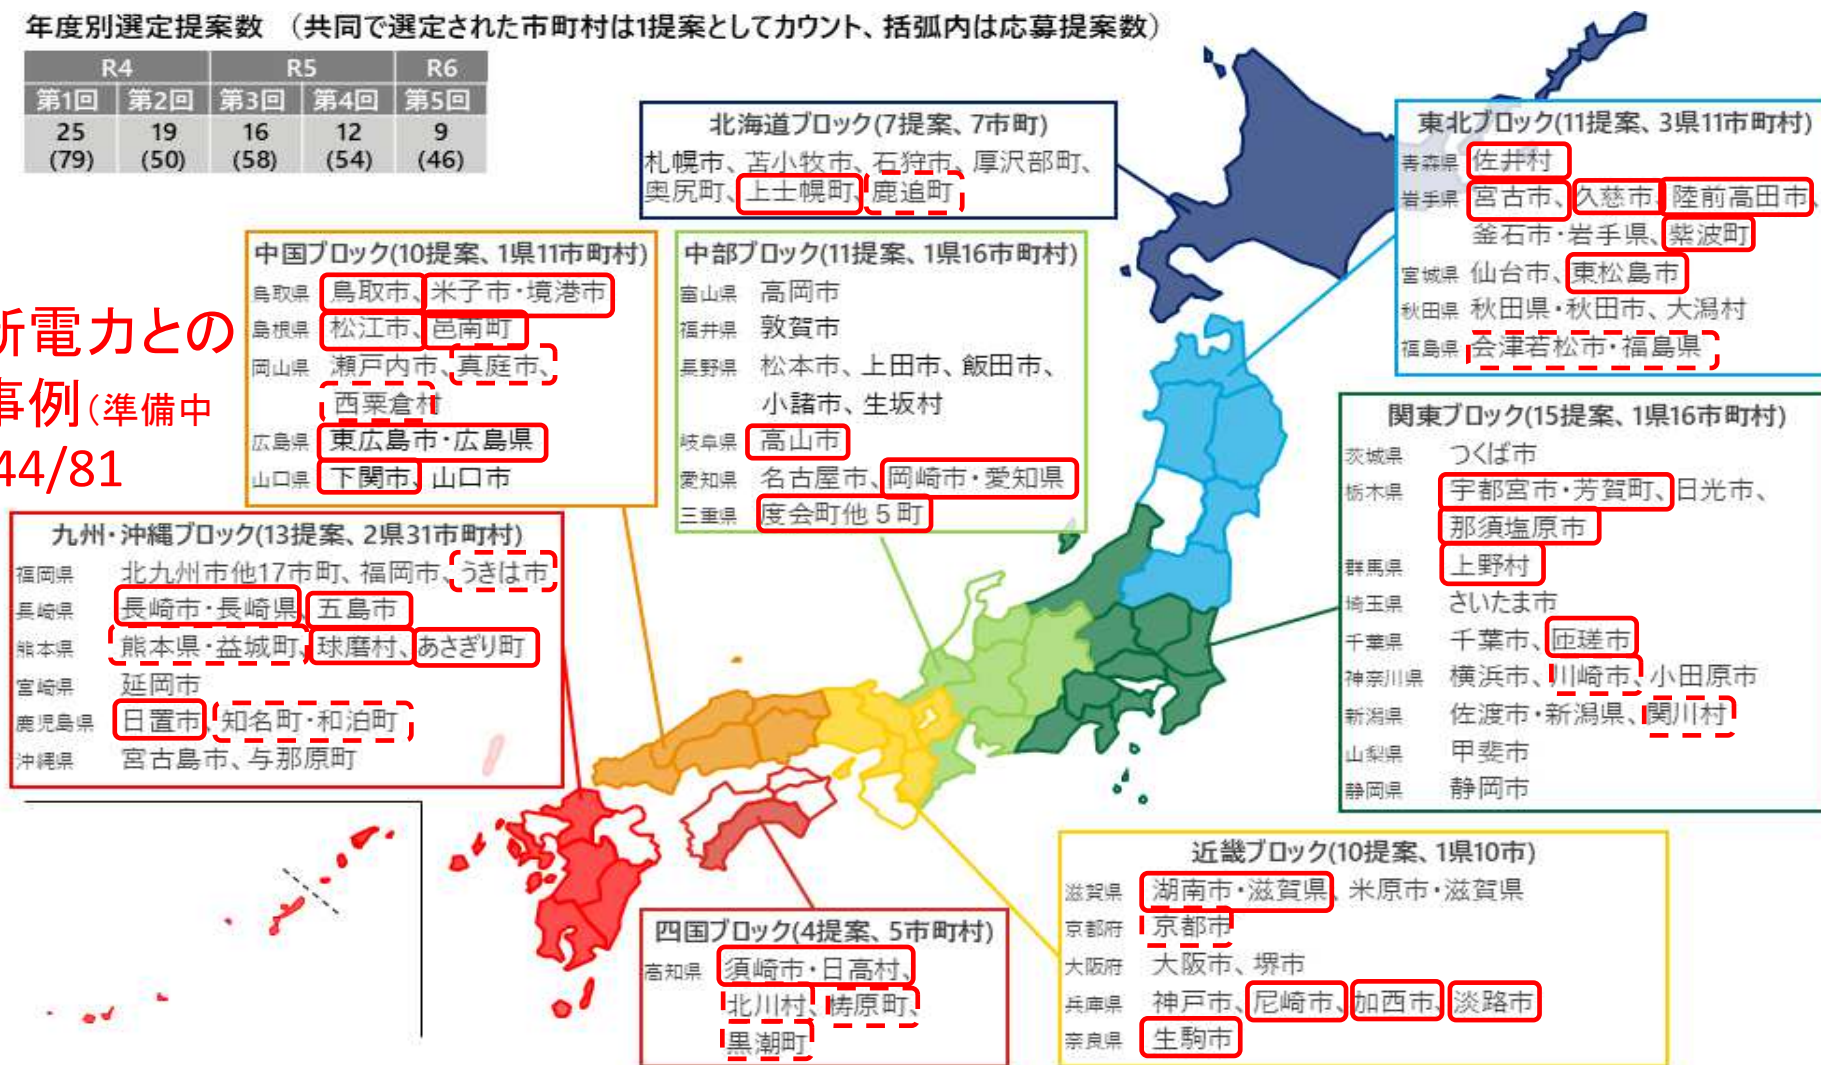 年度別選定提案数 （共同で選定された市町村は1提案としてカウント、括弧内は応募提案数）
R4 R5 R6
第1回 第2回 第3回 第4回 第5回
25 19 16 12 9
(79) (50) (58) (54) (46)
北海道ブロック(7提案、7市町)
札幌市、苫小牧市、石狩市、厚沢部町、
奥尻町、上士幌町、鹿追町
東北ブロック(11提案、3県11市町村)
青森県 佐井村
岩手県 宮古市、久慈市、陸前高田市、
釜石市・岩手県、紫波町
宮城県 仙台市、東松島市
秋田県 秋田県・秋田市、大潟村
福島県 会津若松市・福島県
中国ブロック(10提案、1県11市町村)
鳥取県 鳥取市、米子市・境港市
島根県 松江市、邑南町
岡山県 瀬戸内市、真庭市、
西粟倉村
広島県 東広島市・広島県
山口県 下関市、山口市
中部ブロック(11提案、1県16市町村)
富山県 高岡市
福井県 敦賀市
長野県 松本市、上田市、飯田市、
小諸市、生坂村
岐阜県 高山市
愛知県 名古屋市、岡崎市・愛知県
三重県 度会町他５町
新電力との
事例(準備中
44/81
関東ブロック(15提案、1県16市町村)
茨城県 つくば市
栃木県 宇都宮市・芳賀町、日光市、
那須塩原市
群馬県 上野村
埼玉県 さいたま市
千葉県 千葉市、匝瑳市
神奈川県 横浜市、川崎市、小田原市
新潟県 佐渡市・新潟県、関川村
山梨県 甲斐市
静岡県 静岡市
九州・沖縄ブロック(13提案、2県31市町村)
福岡県 北九州市他17市町、福岡市、うきは市
長崎県 長崎市・長崎県、五島市
熊本県 熊本県・益城町、球磨村、あさぎり町
宮崎県 延岡市
鹿児島県 日置市、知名町・和泊町
沖縄県 宮古島市、与那原町
四国ブロック(4提案、5市町村)
高知県 須崎市・日高村、
北川村、梼原町、
黒潮町
近畿ブロック(10提案、1県10市)
滋賀県 湖南市・滋賀県、米原市・滋賀県
京都府 京都市
大阪府 大阪市、堺市
兵庫県 神戸市、尼崎市、加西市、淡路市
奈良県 生駒市